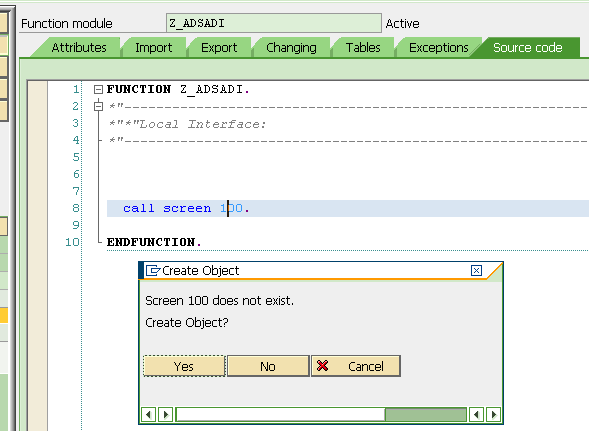 Function module Z_ADSADI Active
Attributes Import Export Changing Tables Exceptions Source code
1 FUNCTION Z_ADSADI.
2 *"----------------------------------------------------------------------
3 *"*"Local Interface:
4 *"----------------------------------------------------------------------
5
6
7
8 call screen 100.
9
10 ENDFUNCTION.
Create Object
Screen 100 does not exist.
Create Object?
Yes No Cancel